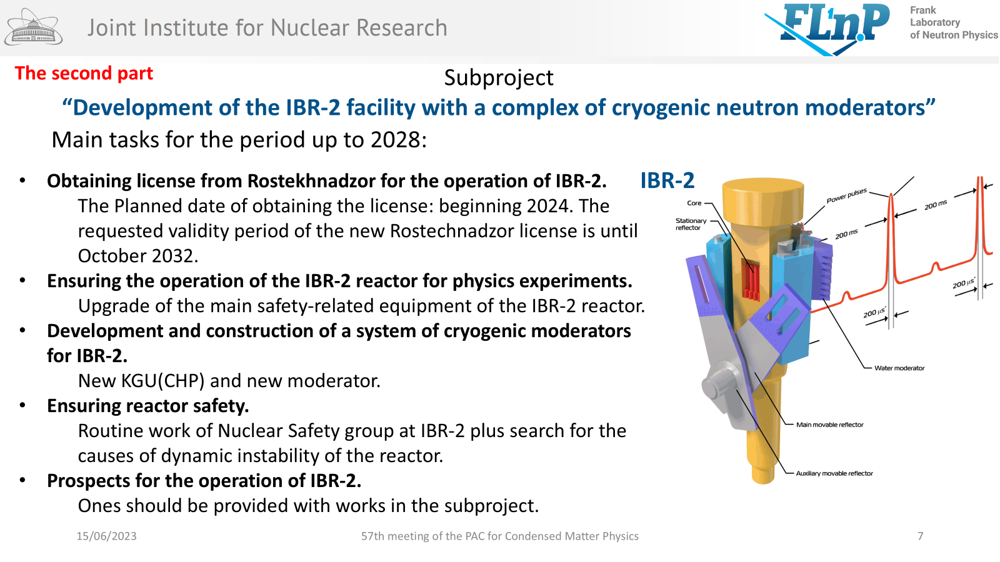 Joint Institute for Nuclear Research
FLnP
Frank
Laboratory
of Neutron Physics
The second part
Subproject
“Development of the IBR-2 facility with a complex of cryogenic neutron moderators”
Main tasks for the period up to 2028:
• Obtaining license from Rostekhnadzor for the operation of IBR-2.
The Planned date of obtaining the license: beginning 2024. The
requested validity period of the new Rostechnadzor license is until
October 2032.
• Ensuring the operation of the IBR-2 reactor for physics experiments.
Upgrade of the main safety-related equipment of the IBR-2 reactor.
• Development and construction of a system of cryogenic moderators
for IBR-2.
New KGU(CHP) and new moderator.
• Ensuring reactor safety.
Routine work of Nuclear Safety group at IBR-2 plus search for the
causes of dynamic instability of the reactor.
• Prospects for the operation of IBR-2.
Ones should be provided with works in the subproject.
IBR-2
Core
Stationary
reflector
Power pulses
200 ms
200 ms
200 µs*
200 µs*
Water moderator
Main movable reflector
Auxiliary movable reflector
15/06/2023
57th meeting of the PAC for Condensed Matter Physics
7